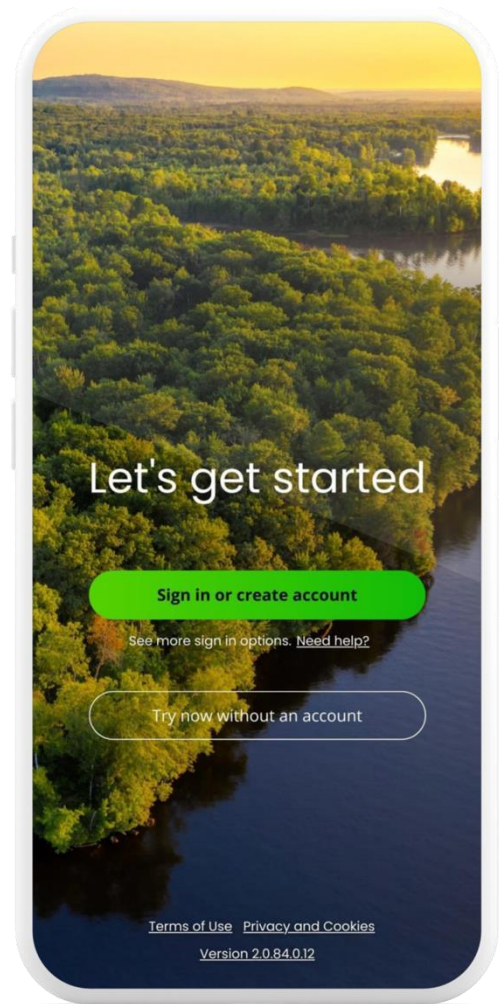 Let's get started
Sign in or create account
See more sign in options. Need help?
Try now without an account
Terms of Use Privacy and Cookies
Version 2.0.84.0.12